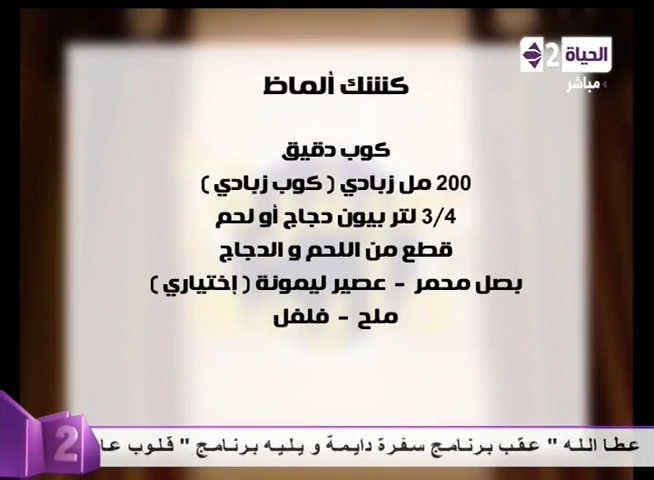 الحياة 2
مباشر
كشك ألماظ
كوب دقيق
200 مل زبادي ( كوب زبادي )
3/4 لتر بيون دجاج أو لحم
قطع من اللحم و الدجاج
بصل محمر - عصير ليمونة ( إختياري )
ملح - فلفل
عطا الله " عقب برنامج سفرة دايمة و يليه برنامج " قلوب عا
2